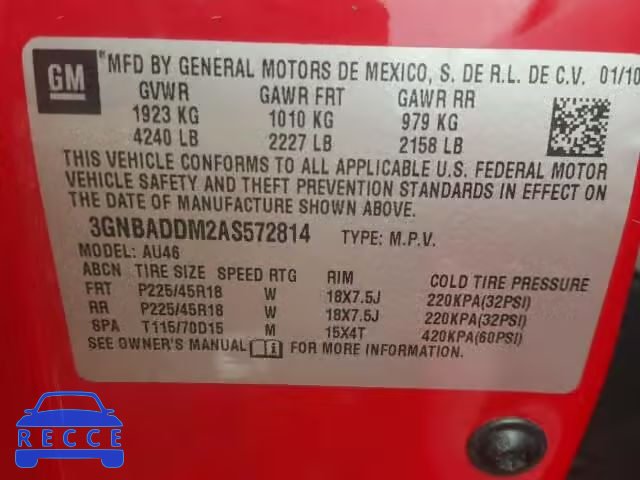 GM
MFD BY GENERAL MOTORS DE MEXICO, S. DE R.L. DE C.V. 01/10
GVWR GAWR FRT GAWR RR
1923 KG 1010 KG 979 KG
4240 LB 2227 LB 2158 LB
THIS VEHICLE CONFORMS TO ALL APPLICABLE U.S. FEDERAL MOTOR
VEHICLE SAFETY AND THEFT PREVENTION STANDARDS IN EFFECT ON
THE DATE OF MANUFACTURE SHOWN ABOVE.
3GNBADDM2AS572814 TYPE: M.P.V.
MODEL: AU46
ABCN TIRE SIZE SPEED RTG RIM COLD TIRE PRESSURE
FRT P225/45R18 W 18X7.5J 220KPA(32PSI)
RR P225/45R18 W 18X7.5J 220KPA(32PSI)
SPA T115/70D15 M 15X4T 420KPA(60PSI)
SEE OWNER'S MANUAL FOR MORE INFORMATION.
RECCE